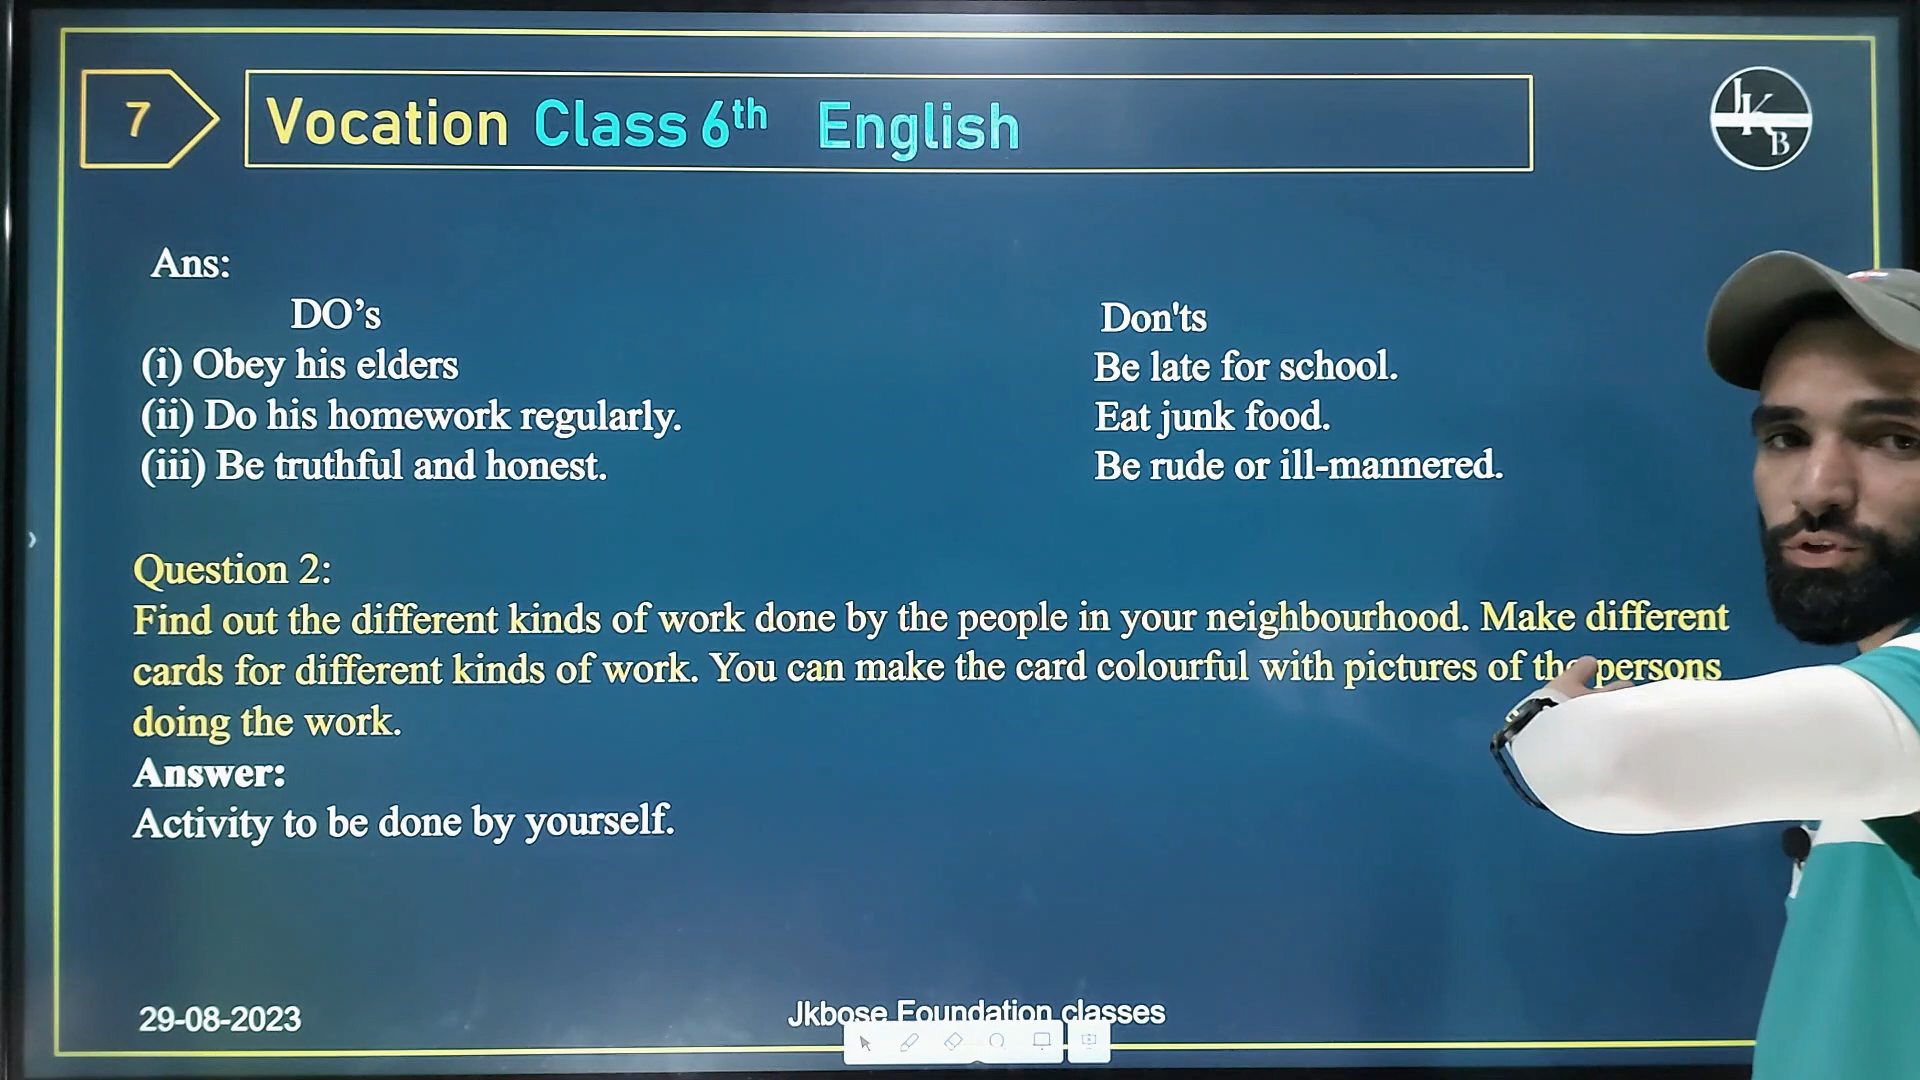 7
Vocation Class 6th English
JKB
Ans:
DO’s Don'ts
(i) Obey his elders Be late for school.
(ii) Do his homework regularly. Eat junk food.
(iii) Be truthful and honest. Be rude or ill-mannered.
Question 2:
Find out the different kinds of work done by the people in your neighbourhood. Make different
cards for different kinds of work. You can make the card colourful with pictures of the persons
doing the work.
Answer:
Activity to be done by yourself.
29-08-2023 Jkbose Foundation classes